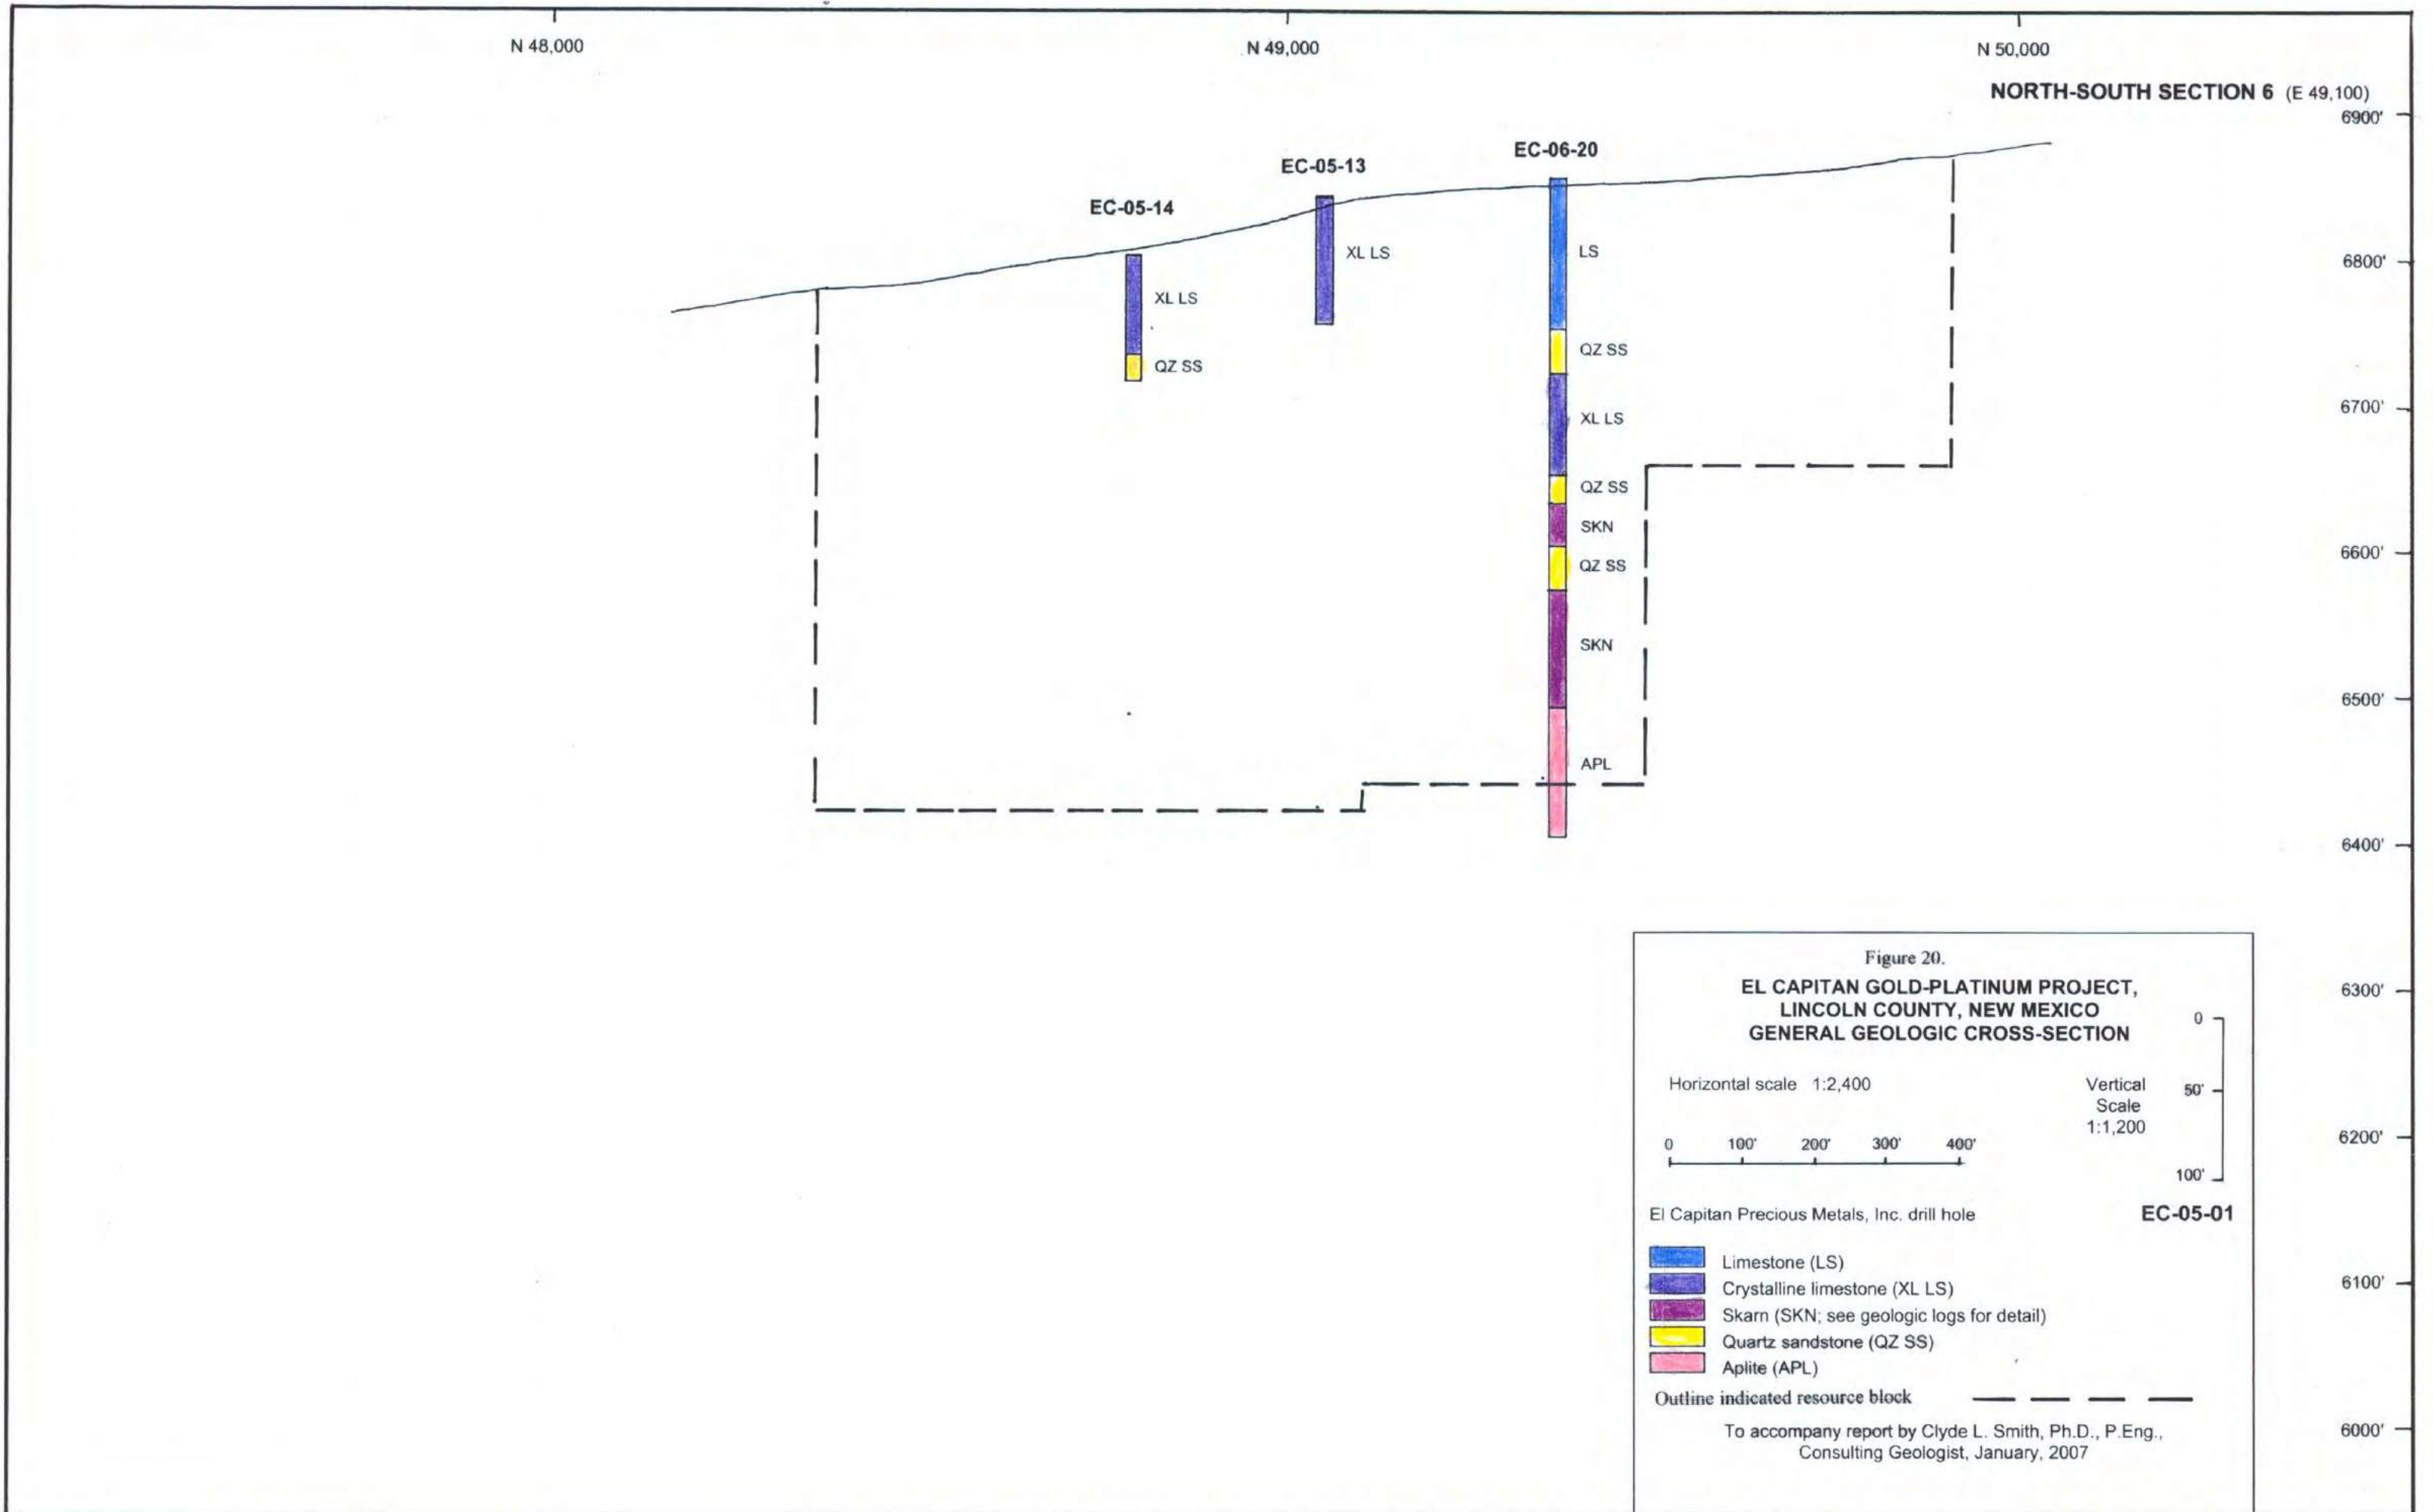 N 48,000
N 49,000
N 50,000
NORTH-SOUTH SECTION 6 (E 49,100)
6900'
6800'
6700'
6600'
6500'
6400'
6300'
6200'
6100'
6000'
EC-05-14
XL LS
QZ SS
EC-05-13
XL LS
EC-06-20
LS
QZ SS
XL LS
QZ SS
SKN
QZ SS
SKN
APL
Figure 20.
EL CAPITAN GOLD-PLATINUM PROJECT,
LINCOLN COUNTY, NEW MEXICO
GENERAL GEOLOGIC CROSS-SECTION
Horizontal scale 1:2,400
0 100' 200' 300' 400'
Vertical
Scale
1:1,200
0
50'
100'
El Capitan Precious Metals, Inc. drill hole EC-05-01
Limestone (LS)
Crystalline limestone (XL LS)
Skarn (SKN; see geologic logs for detail)
Quartz sandstone (QZ SS)
Aplite (APL)
Outline indicated resource block
To accompany report by Clyde L. Smith, Ph.D., P.Eng.,
Consulting Geologist, January, 2007